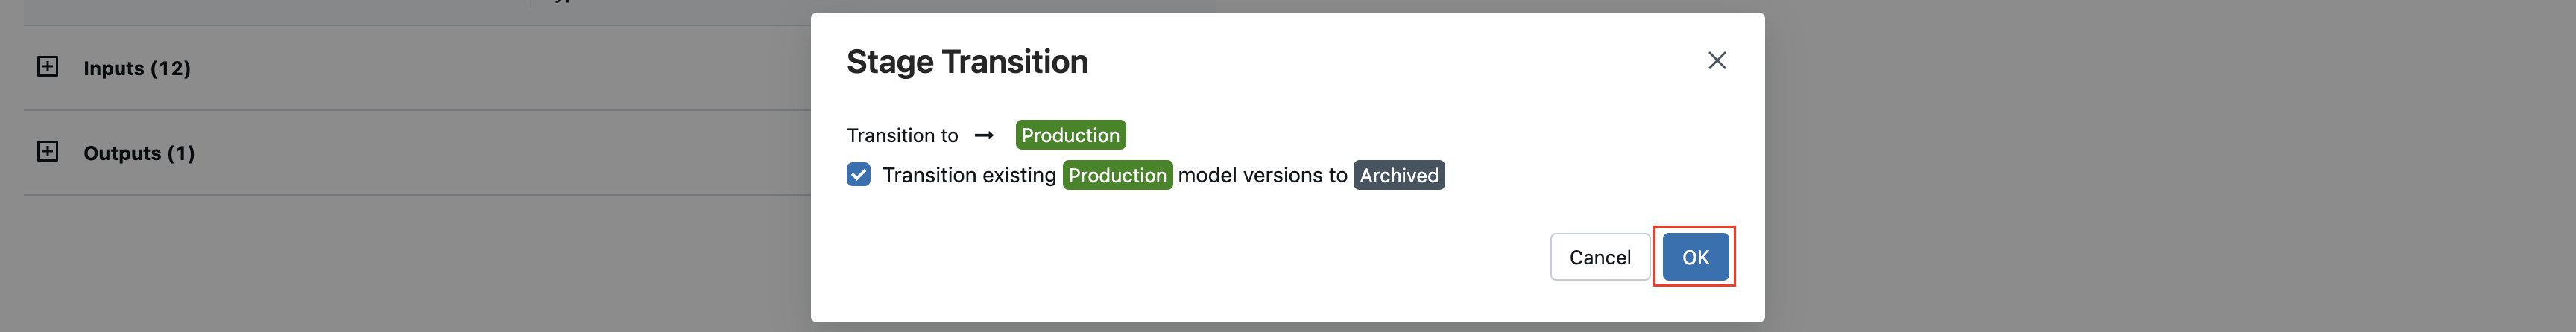 Stage Transition
Inputs (12)
Transition to → Production
Transition existing Production model versions to Archived
Outputs (1)
Cancel
OK